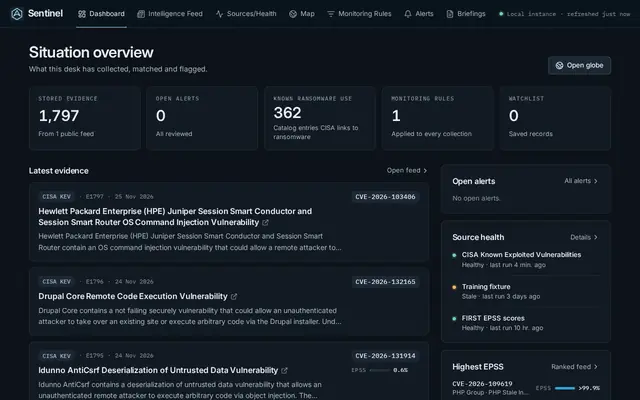 Sentinel
Dashboard
Intelligence Feed
Sources/Health
Map
Monitoring Rules
Alerts
Briefings
Local instance · refreshed just now
Situation overview
What this desk has collected, matched and flagged.
Open globe
STORED EVIDENCE
1,797
From 1 public feed
OPEN ALERTS
0
All reviewed
KNOWN RANSOMWARE USE
362
Catalog entries CISA links to
ransomware
MONITORING RULES
1
Applied to every collection
WATCHLIST
0
Saved records
Latest evidence
Open feed
CISA KEV · E1797 · 25 Nov 2026
CVE-2026-103406
Hewlett Packard Enterprise (HPE) Juniper Session Smart Conductor and
Session Smart Router OS Command Injection Vulnerability
Hewlett Packard Enterprise (HPE) Juniper Session Smart Conductor and Session Smart
Router contain an OS command injection vulnerability that could allow a remote attacker to...
CISA KEV · E1796 · 24 Nov 2026
CVE-2026-132165
Drupal Core Remote Code Execution Vulnerability
Drupal Core contains a not failing securely vulnerability that could allow an unauthenticated
attacker to take over an existing site or execute arbitrary code via the Drupal installer. Und...
CISA KEV · E1795 · 24 Nov 2026
CVE-2026-131914
Idunno AntiCsrf Deserialization of Untrusted Data Vulnerability
EPSS 0.6%
Idunno AntiCsrf contains a deserialization of untrusted data vulnerability that allows an
unauthenticated remote attacker to execute arbitrary code via object injection. The...
Open alerts
All alerts
No open alerts.
Source health
Details
CISA Known Exploited Vulnerabilities
Healthy · last run 4 min. ago
Training fixture
Stale · last run 3 days ago
FIRST EPSS scores
Healthy · last run 10 hr. ago
Highest EPSS
Ranked feed
CVE-2026-109619
PHP Group · PHP Stale In...
EPSS >99.9%